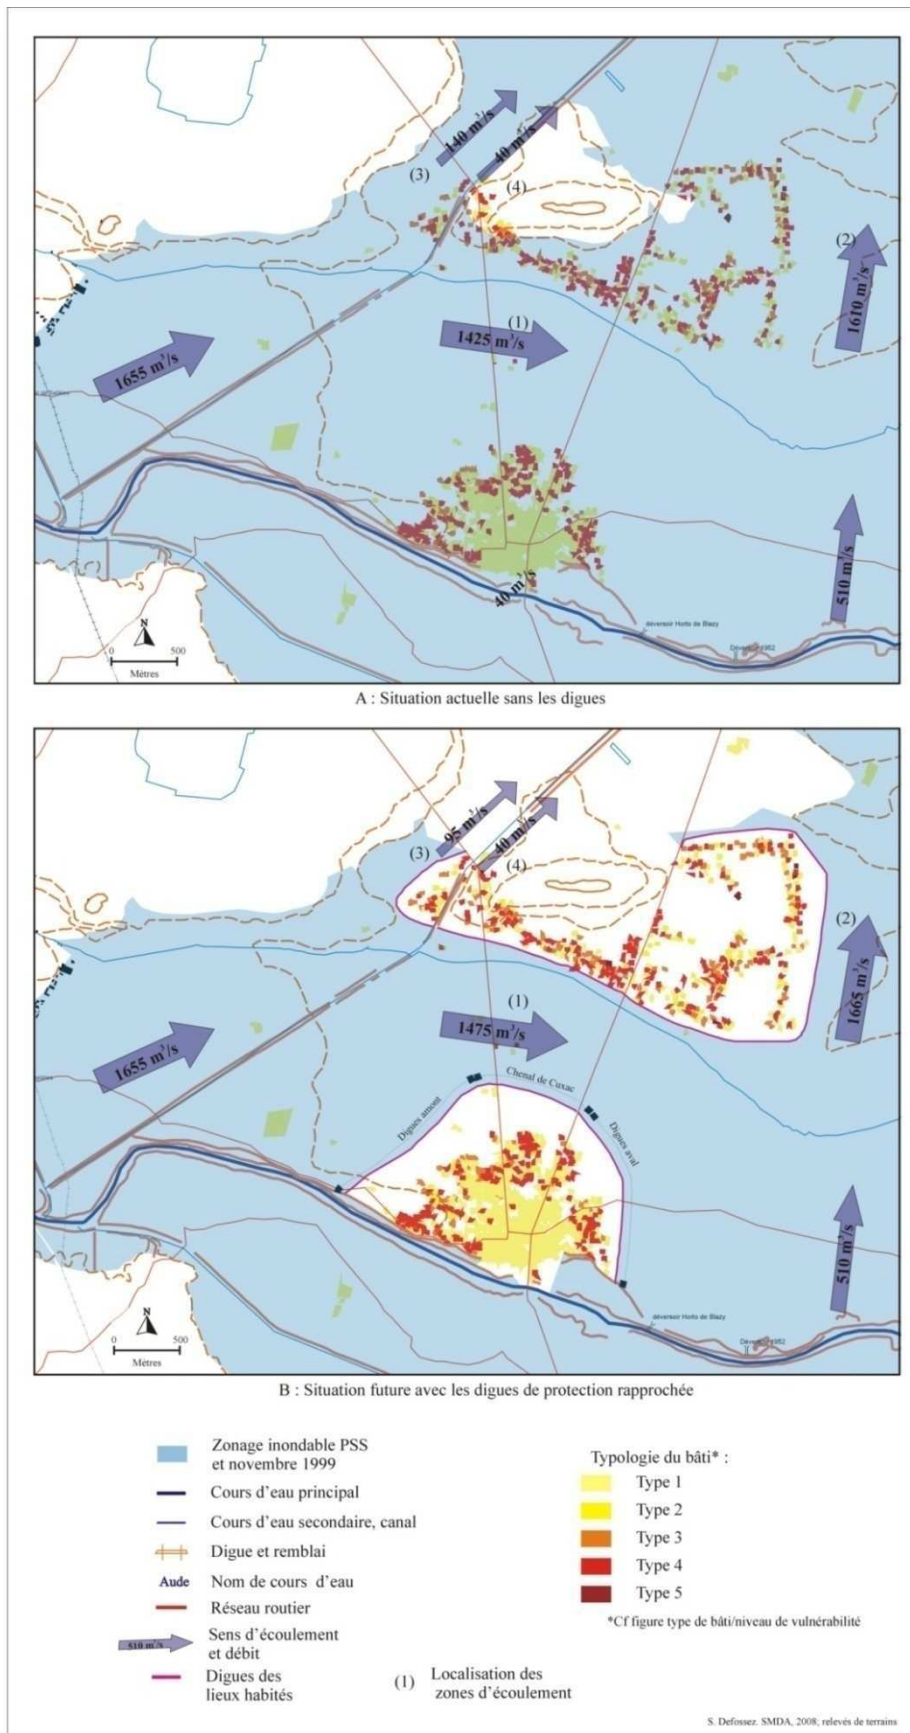 140 m³/s
40 m³/s
(3)
(4)
(2)
1610 m³/s
(1)
1425 m³/s
1655 m³/s
510 m³/s
40 m³/s
déversoir Horts de Blazy
N
0 500
Mètres
A : Situation actuelle sans les digues
95 m³/s
40 m³/s
(3)
(4)
(2)
1665 m³/s
(1)
1475 m³/s
1655 m³/s
Chenal de Cuxac
Digues amont
Digues aval
510 m³/s
déversoir Horts de Blazy
N
0 500
Mètres
B : Situation future avec les digues de protection rapprochée
Zonage inondable PSS
et novembre 1999
Cours d’eau principal
Cours d’eau secondaire, canal
Digue et remblai
Aude Nom de cours d’eau
Réseau routier
510 m³/s
Sens d’écoulement
et débit
Digues des
lieux habités
Typologie du bâti* :
Type 1
Type 2
Type 3
Type 4
Type 5
*Cf figure type de bâti/niveau de vulnérabilité
(1) Localisation des
zones d’écoulement
S. Defossez. SMDA, 2008; relevés de terrains